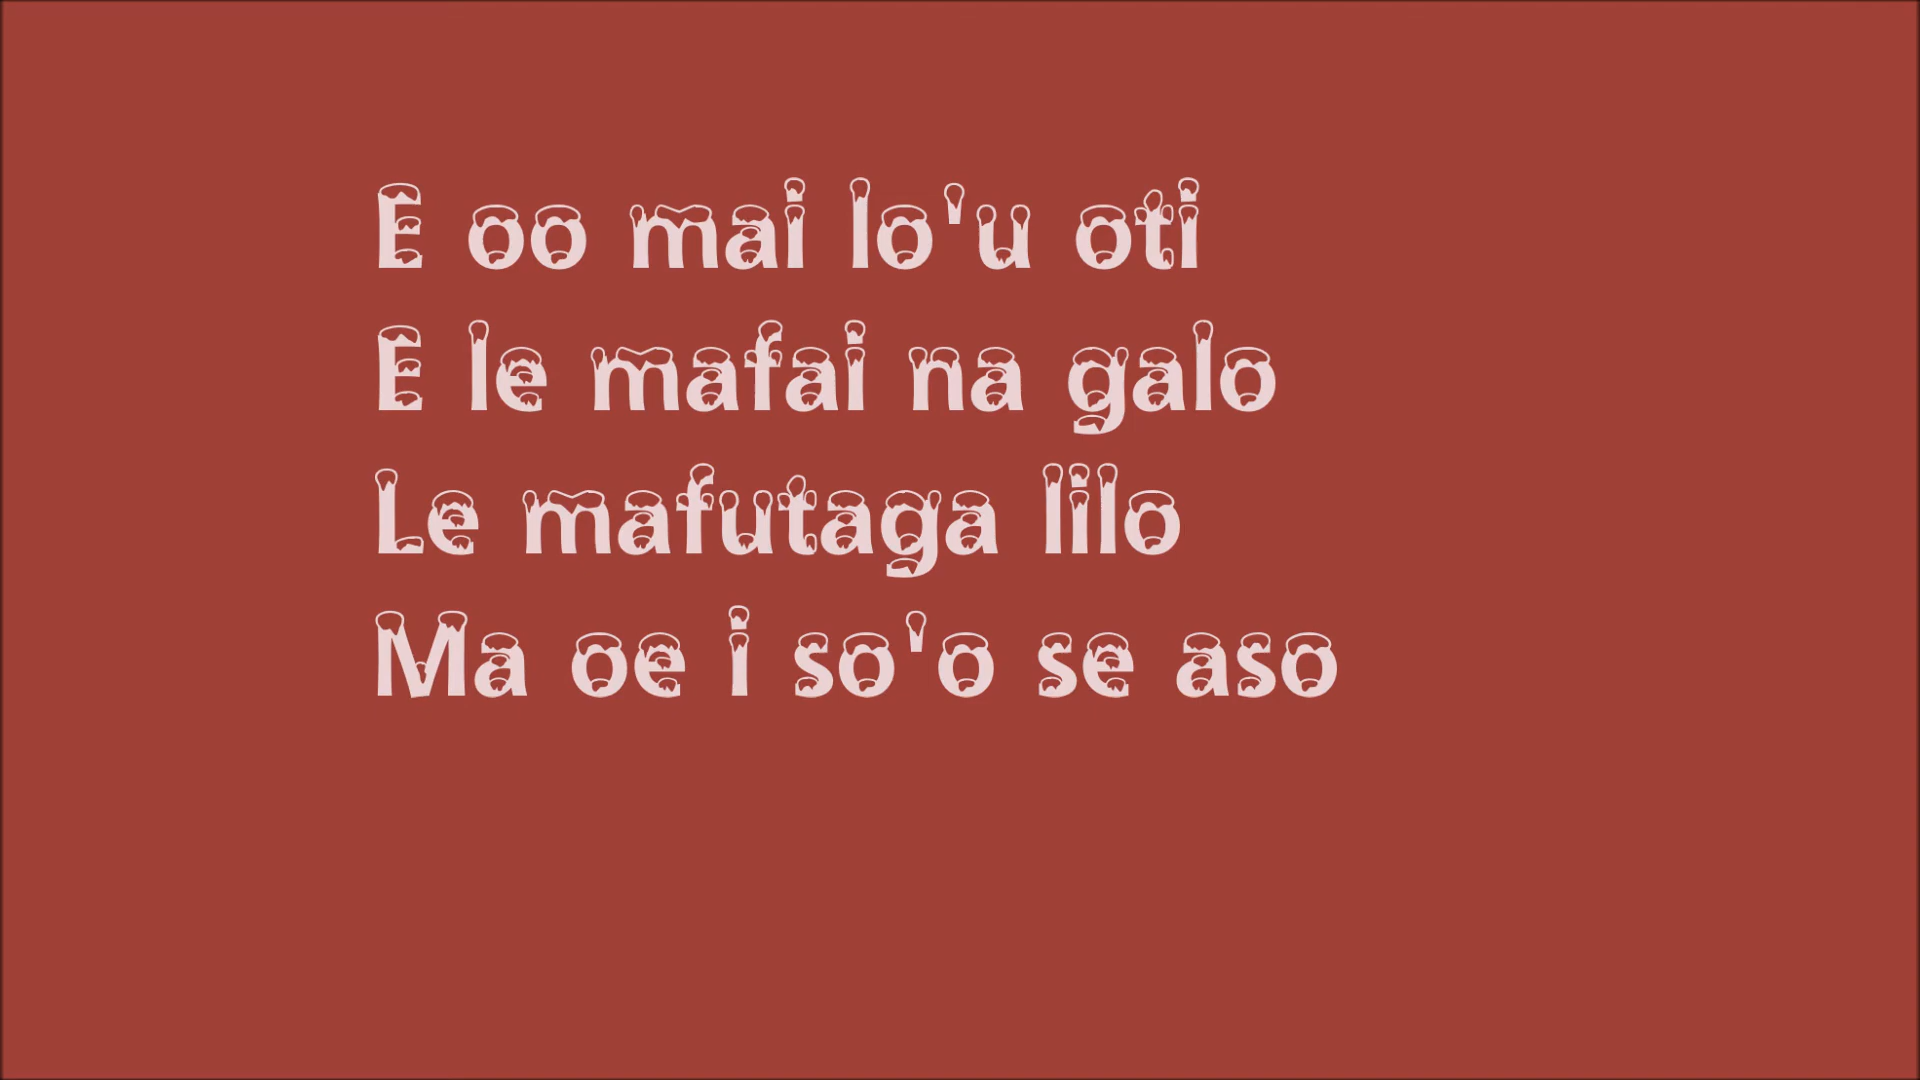 E oo mai lo'u oti
E le mafai na galo
Le mafutaga lilo
Ma oe i so'o se aso